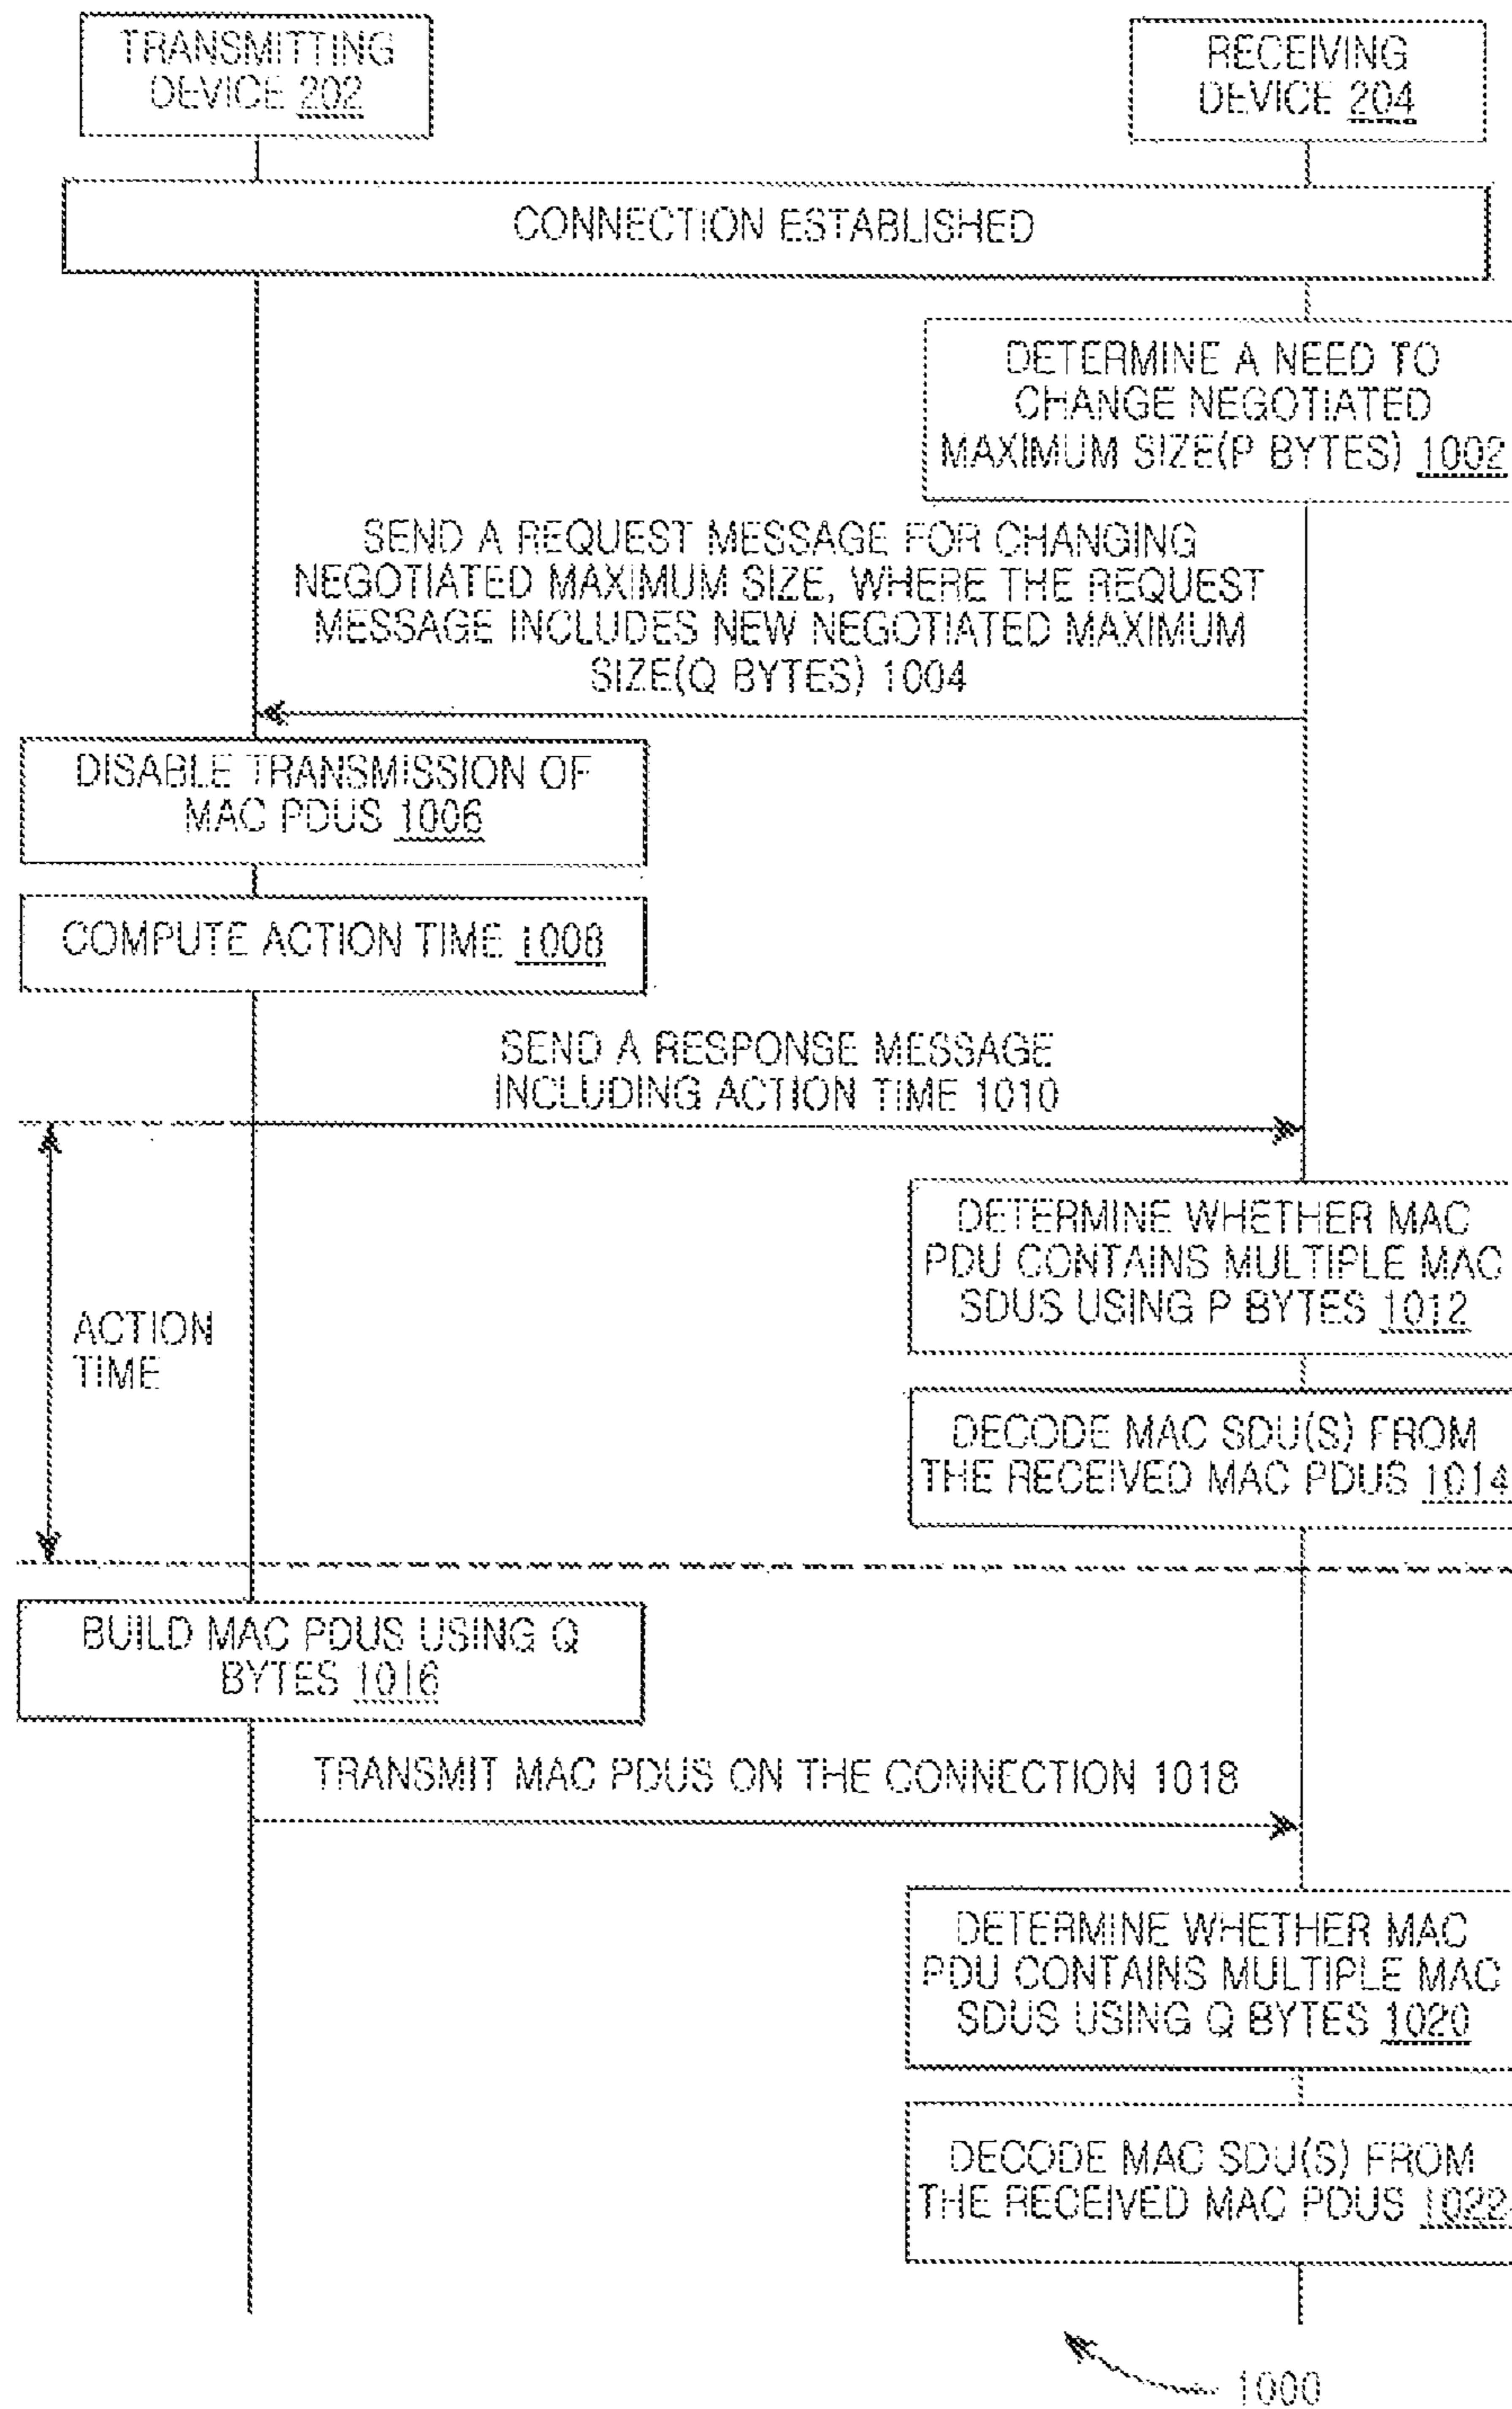 TRANSMITTING
DEVICE 202
RECEIVING
DEVICE 204
CONNECTION ESTABLISHED
DETERMINE A NEED TO
CHANGE NEGOTIATED
MAXIMUM SIZE(P BYTES) 1002
SEND A REQUEST MESSAGE FOR CHANGING
NEGOTIATED MAXIMUM SIZE, WHERE THE REQUEST
MESSAGE INCLUDES NEW NEGOTIATED MAXIMUM
SIZE(Q BYTES) 1004
DISABLE TRANSMISSION OF
MAC PDUS 1006
COMPUTE ACTION TIME 1008
SEND A RESPONSE MESSAGE
INCLUDING ACTION TIME 1010
DETERMINE WHETHER MAC
PDU CONTAINS MULTIPLE MAC
SDUS USING P BYTES 1012
ACTION
TIME
DECODE MAC SDU(S) FROM
THE RECEIVED MAC PDUS 1014
BUILD MAC PDUS USING Q
BYTES 1016
TRANSMIT MAC PDUS ON THE CONNECTION 1018
DETERMINE WHETHER MAC
PDU CONTAINS MULTIPLE MAC
SDUS USING Q BYTES 1020
DECODE MAC SDU(S) FROM
THE RECEIVED MAC PDUS 1022
1000